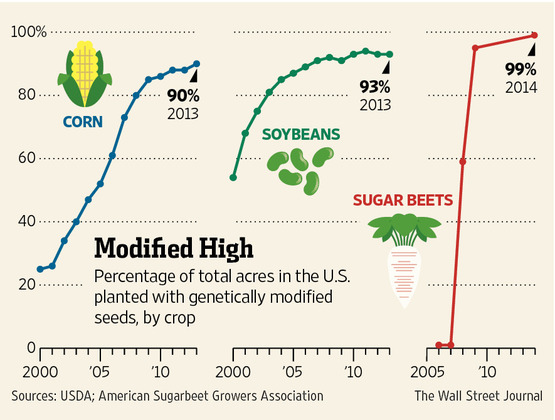 100%
80
60
40
20
0
CORN
90%
2013
SOYBEANS
93%
2013
SUGAR BEETS
99%
2014
Modified High
Percentage of total acres in the U.S.
planted with genetically modified
seeds, by crop
2000 ’05 ’10
2000 ’05 ’10
2005 ’10
Sources: USDA; American Sugarbeet Growers Association
The Wall Street Journal